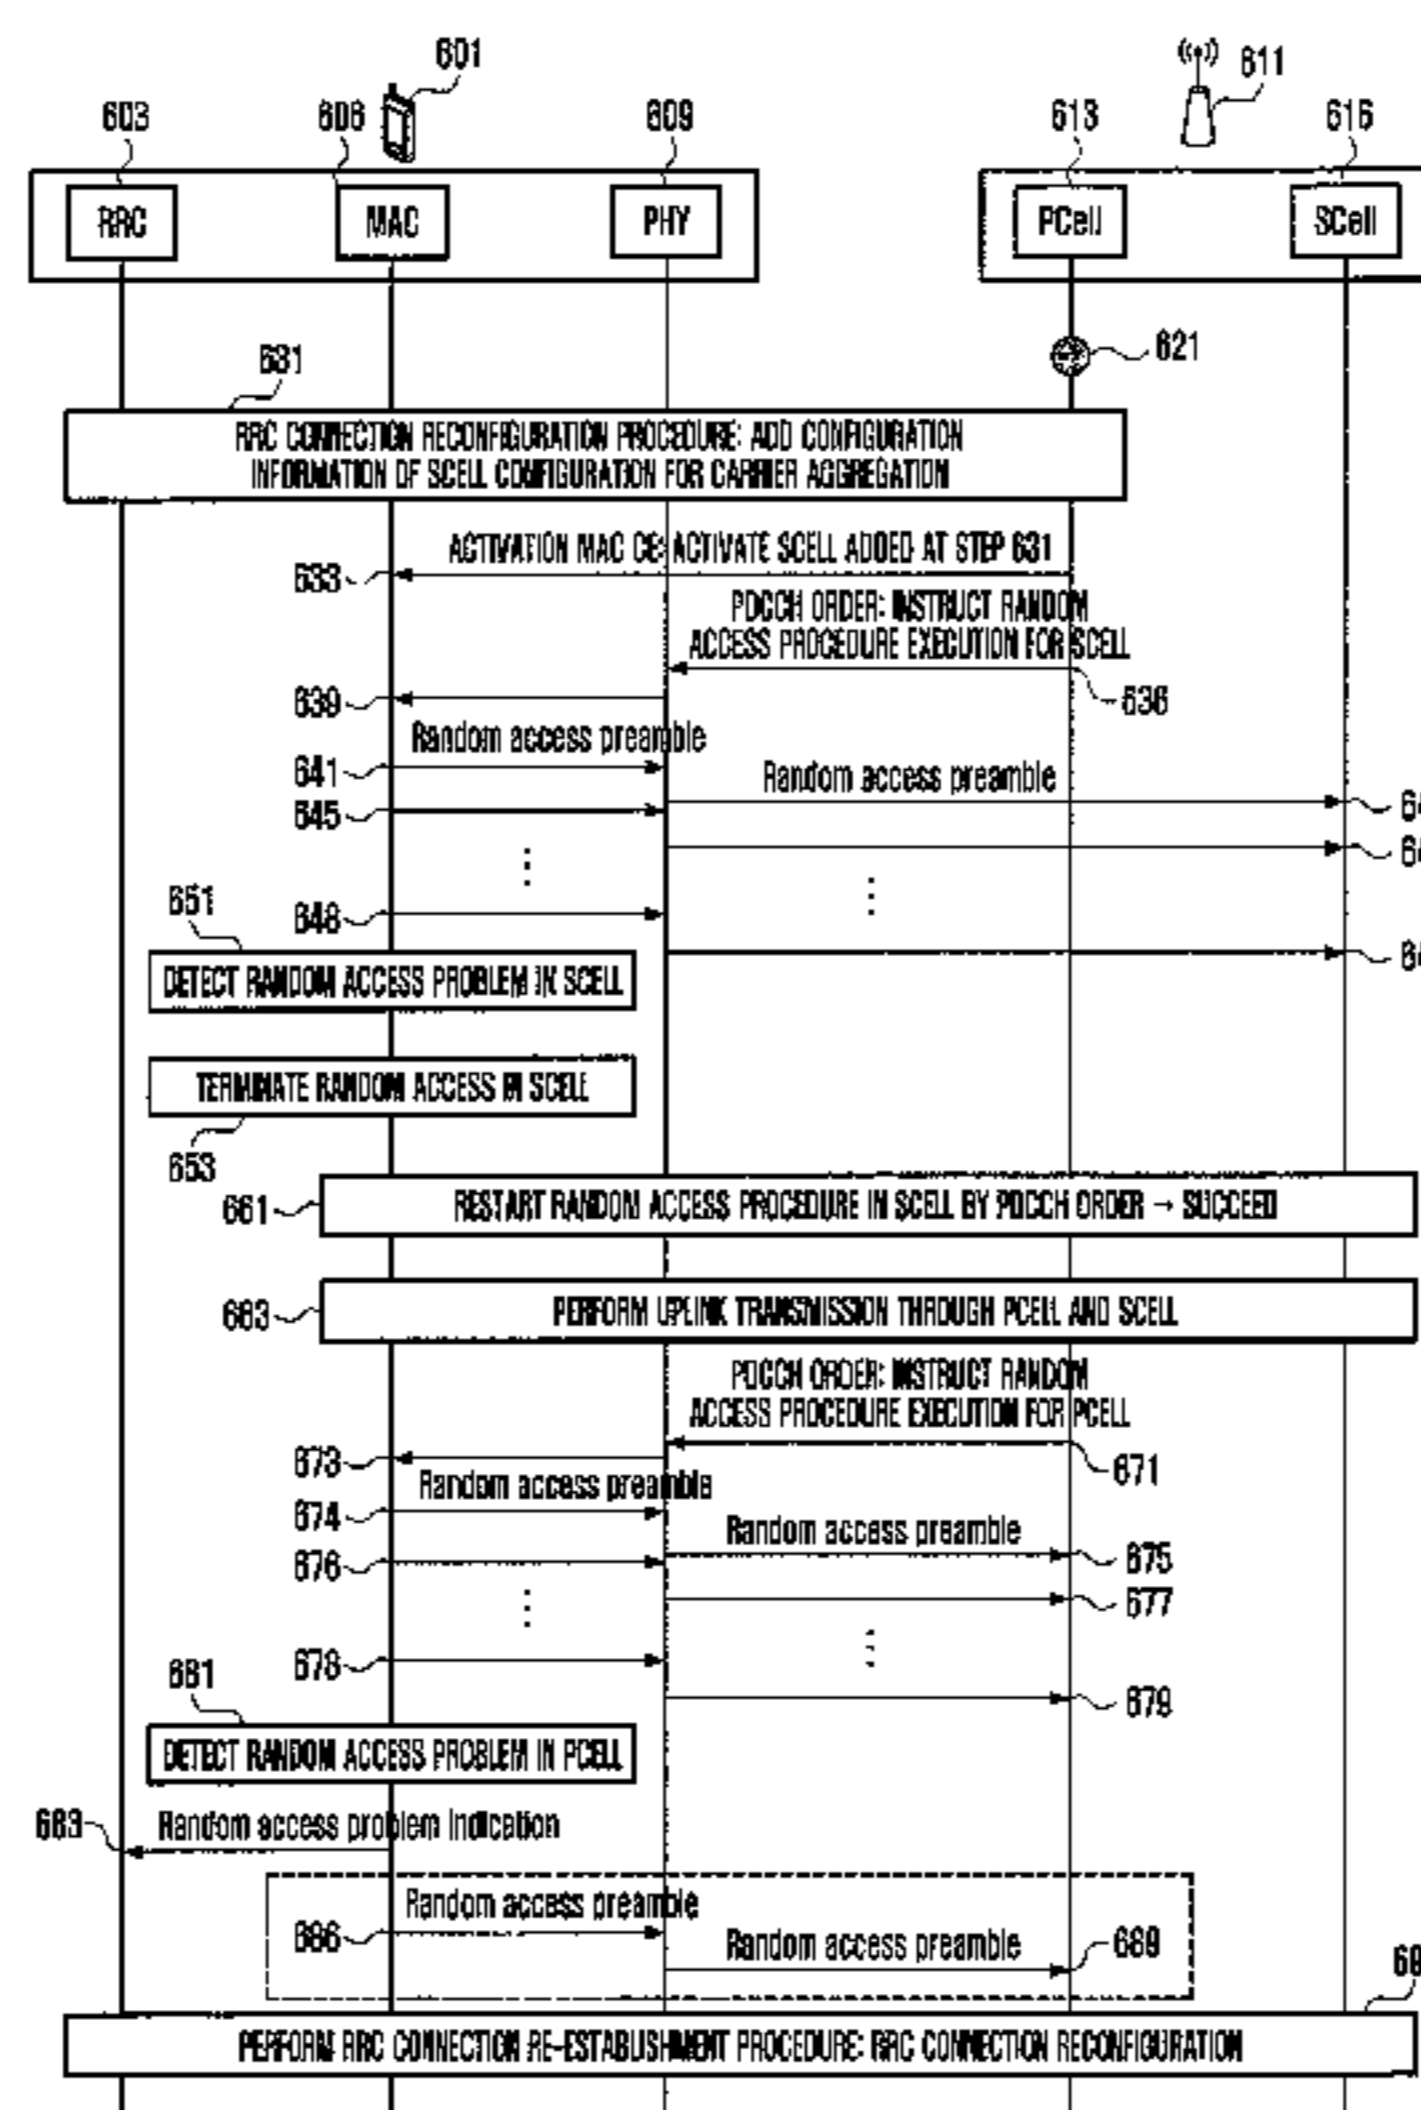 601
611
603
606
609
613
616
RRC
MAC
PHY
PCell
SCell
621
631
RRC CONNECTION RECONFIGURATION PROCEDURE: ADD CONFIGURATION
INFORMATION OF SCELL CONFIGURATION FOR CARRIER AGGREGATION
ACTIVATION MAC CE: ACTIVATE SCELL ADDED AT STEP 631
633
PDCCH ORDER: INSTRUCT RANDOM
ACCESS PROCEDURE EXECUTION FOR SCELL
639
636
Random access preamble
641
Random access preamble
645
648
651
DETECT RANDOM ACCESS PROBLEM IN SCELL
TERMINATE RANDOM ACCESS IN SCELL
653
661
RESTART RANDOM ACCESS PROCEDURE IN SCELL BY PDCCH ORDER → SUCCEED
663
PERFORM UPLINK TRANSMISSION THROUGH PCELL AND SCELL
PDCCH ORDER: INSTRUCT RANDOM
ACCESS PROCEDURE EXECUTION FOR PCELL
673
671
Random access preamble
674
Random access preamble
676
675
677
678
679
681
DETECT RANDOM ACCESS PROBLEM IN PCELL
683
Random access problem indication
Random access preamble
686
Random access preamble
689
PERFORM RRC CONNECTION RE-ESTABLISHMENT PROCEDURE: RRC CONNECTION RECONFIGURATION